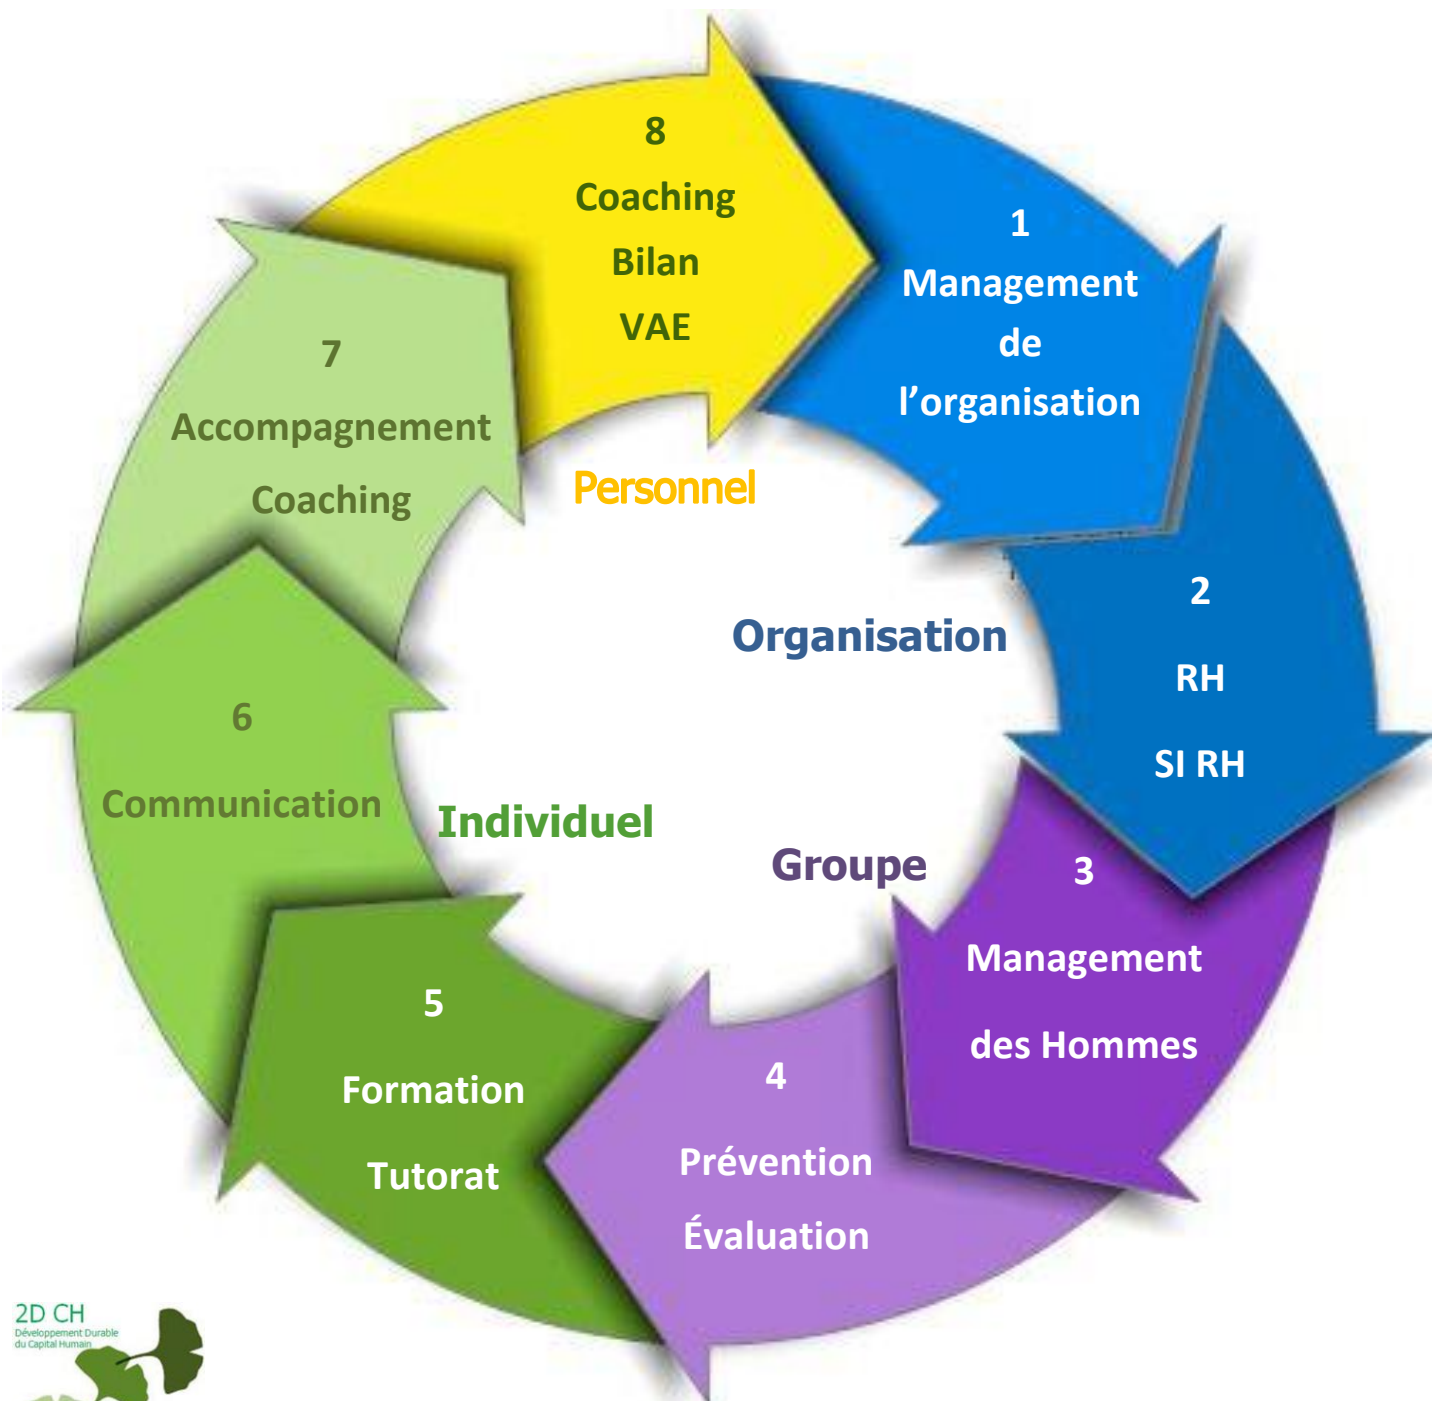 8
Coaching
Bilan
VAE
1
Management
de
l’organisation
2
RH
SI RH
3
Management
des Hommes
4
Prévention
Évaluation
5
Formation
Tutorat
6
Communication
7
Accompagnement
Coaching
Personnel
Organisation
Individuel
Groupe
2D CH
Développement Durable
du Capital Humain